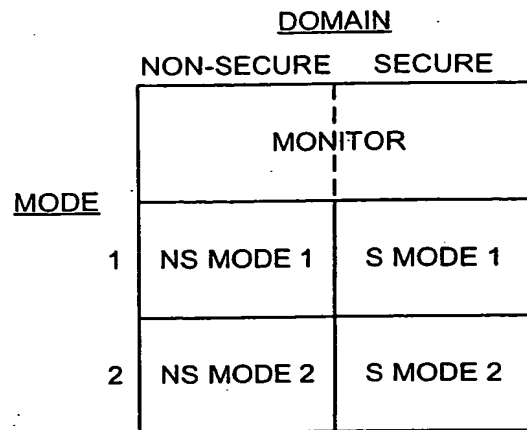 DOMAIN
NON-SECURE SECURE
MONITOR
MODE
1 NS MODE 1 S MODE 1
2 NS MODE 2 S MODE 2